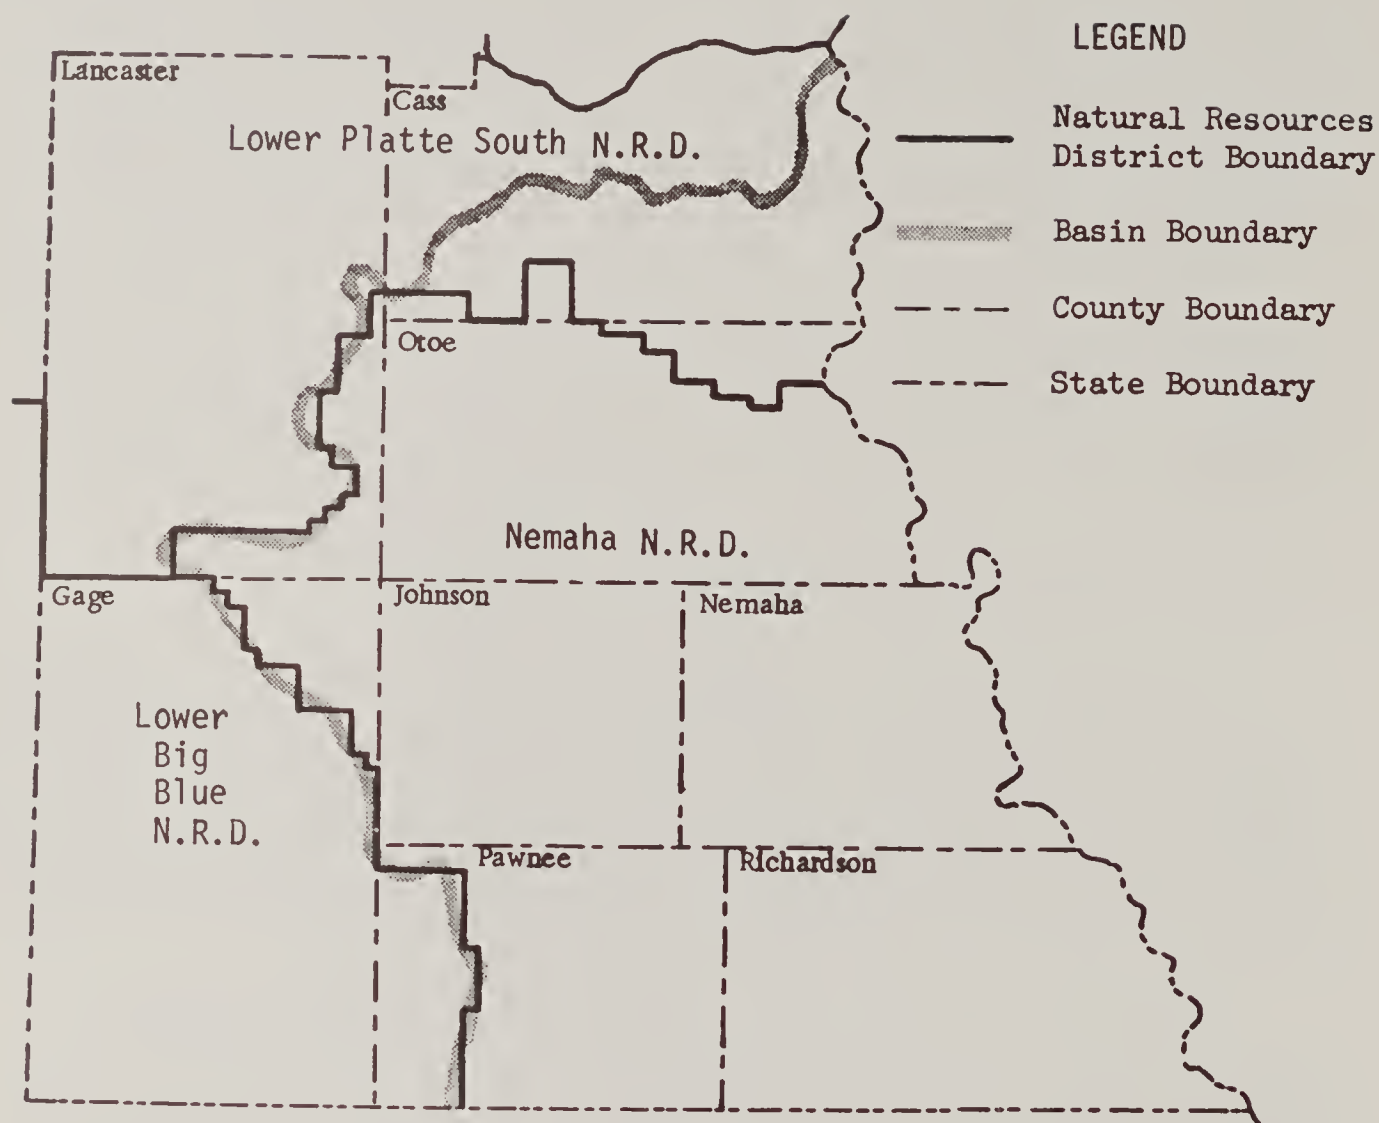 LEGEND
Natural Resources
District Boundary
Basin Boundary
County Boundary
State Boundary
Lancaster
Cass
Lower Platte South N.R.D.
Otoe
Nemaha N.R.D.
Gage
Johnson
Nemaha
Lower
Big
Blue
N.R.D.
Pawnee
Richardson